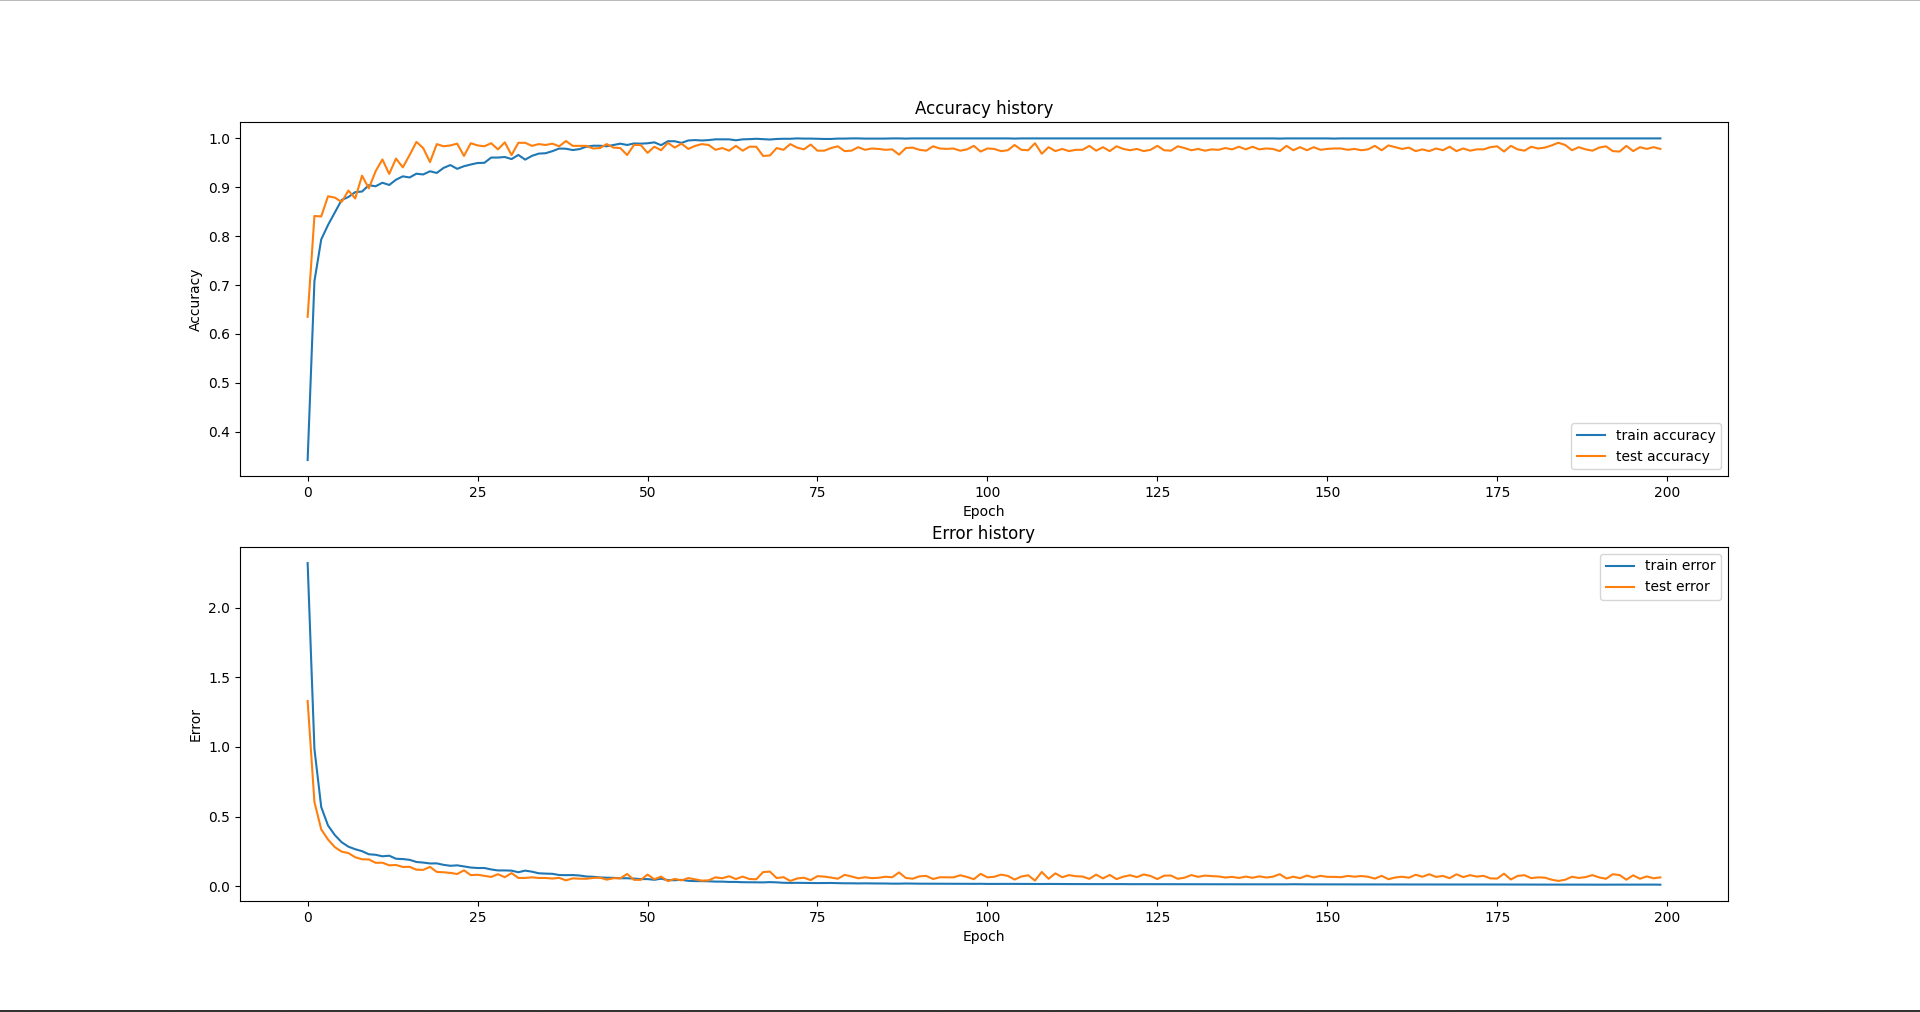 Accuracy history
1.0
0.9
0.8
0.7
0.6
0.5
0.4
Accuracy
train accuracy
test accuracy
0 25 50 75 100 125 150 175 200
Epoch
Error history
2.0
1.5
1.0
0.5
0.0
Error
train error
test error
0 25 50 75 100 125 150 175 200
Epoch